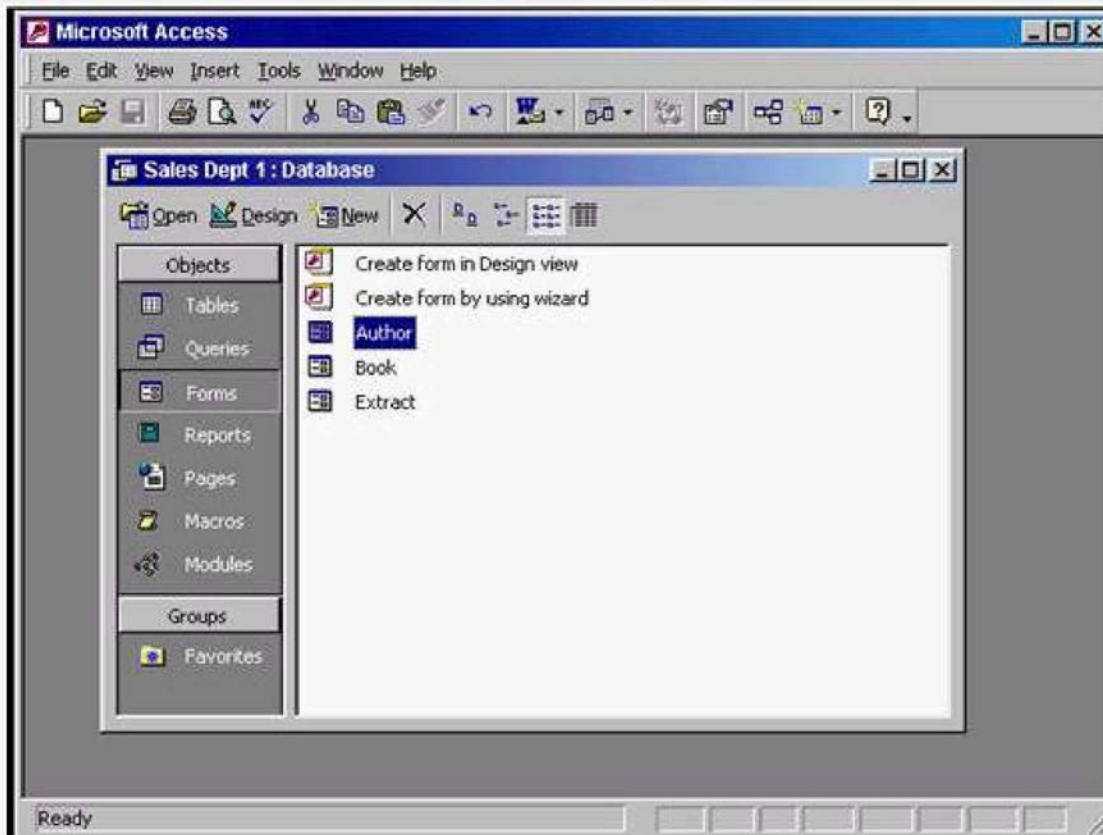 Microsoft Access
File Edit View Insert Tools Window Help
ABC
W
Sales Dept 1 : Database
Open Design New
Objects
Tables
Queries
Forms
Reports
Pages
Macros
Modules
Groups
Favorites
Create form in Design view
Create form by using wizard
Author
Book
Extract
Ready